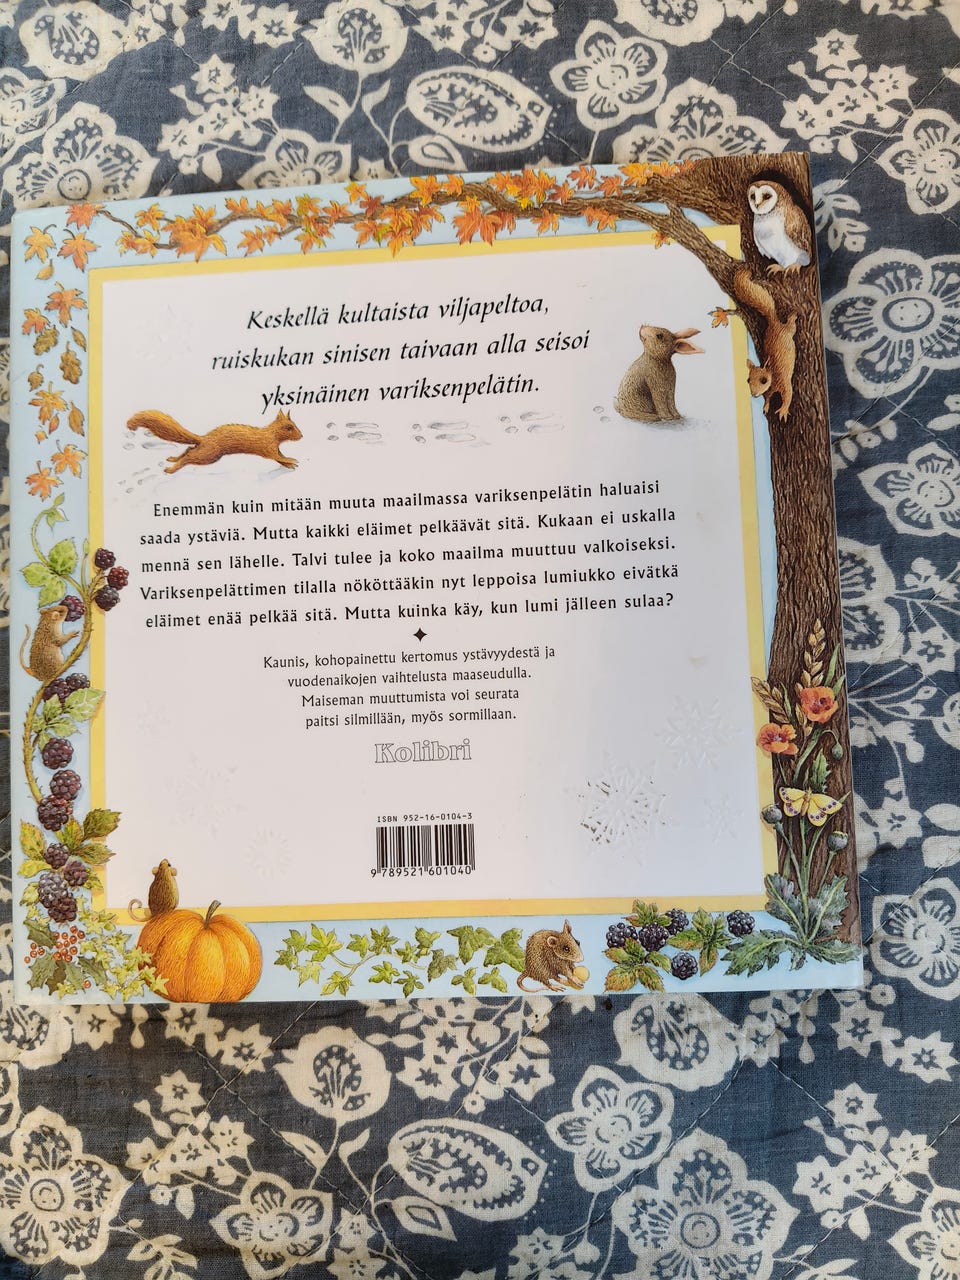 Keskellä kultaista viljapeltoa,
ruiskukan sinisen taivaan alla seisoi
yksinäinen variksenpelätin.
Enemmän kuin mitään muuta maailmassa variksenpelätin haluaisi
saada ystäviä. Mutta kaikki eläimet pelkäävät sitä. Kukaan ei uskalla
mennä sen lähelle. Talvi tulee ja koko maailma muuttuu valkoiseksi.
Variksenpelättimen tilalla nököttääkin nyt leppoisa lumiukko eivätkä
eläimet enää pelkää sitä. Mutta kuinka käy, kun lumi jälleen sulaa?
Kaunis, kohopainettu kertomus ystävyydestä ja
vuodenaikojen vaihtelusta maaseudulla.
Maiseman muuttumista voi seurata
paitsi silmillään, myös sormillaan.
Kolibri
ISBN 952-16-0104-3
9 789521 601040